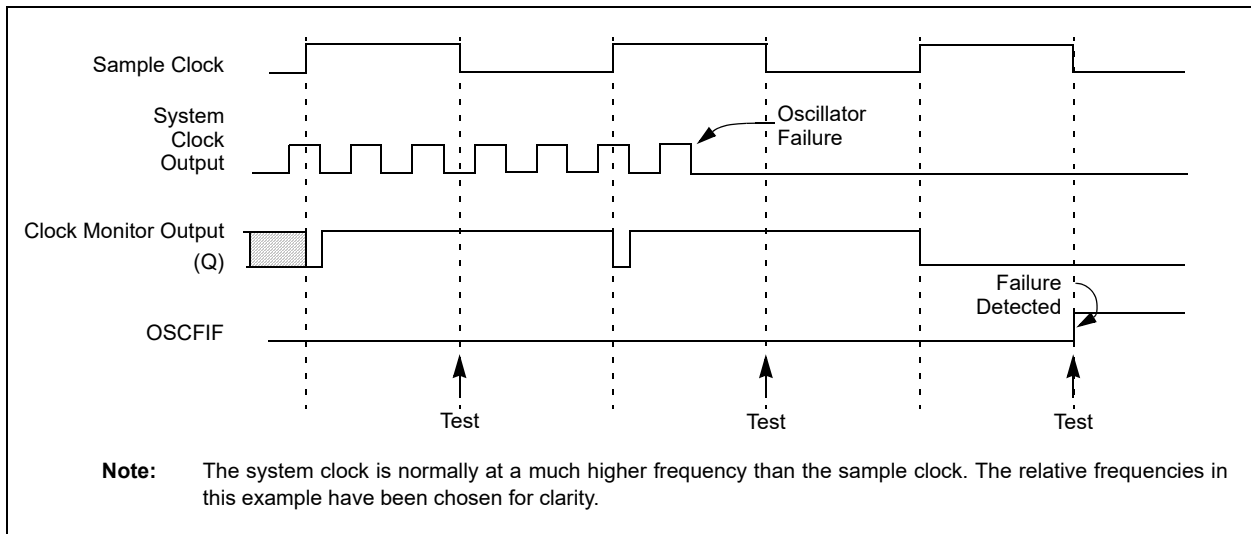 Sample Clock
System
Clock
Output
Oscillator
Failure
Clock Monitor Output
(Q)
Failure
Detected
OSCFIF
Test
Test
Test
Note: The system clock is normally at a much higher frequency than the sample clock. The relative frequencies in
this example have been chosen for clarity.